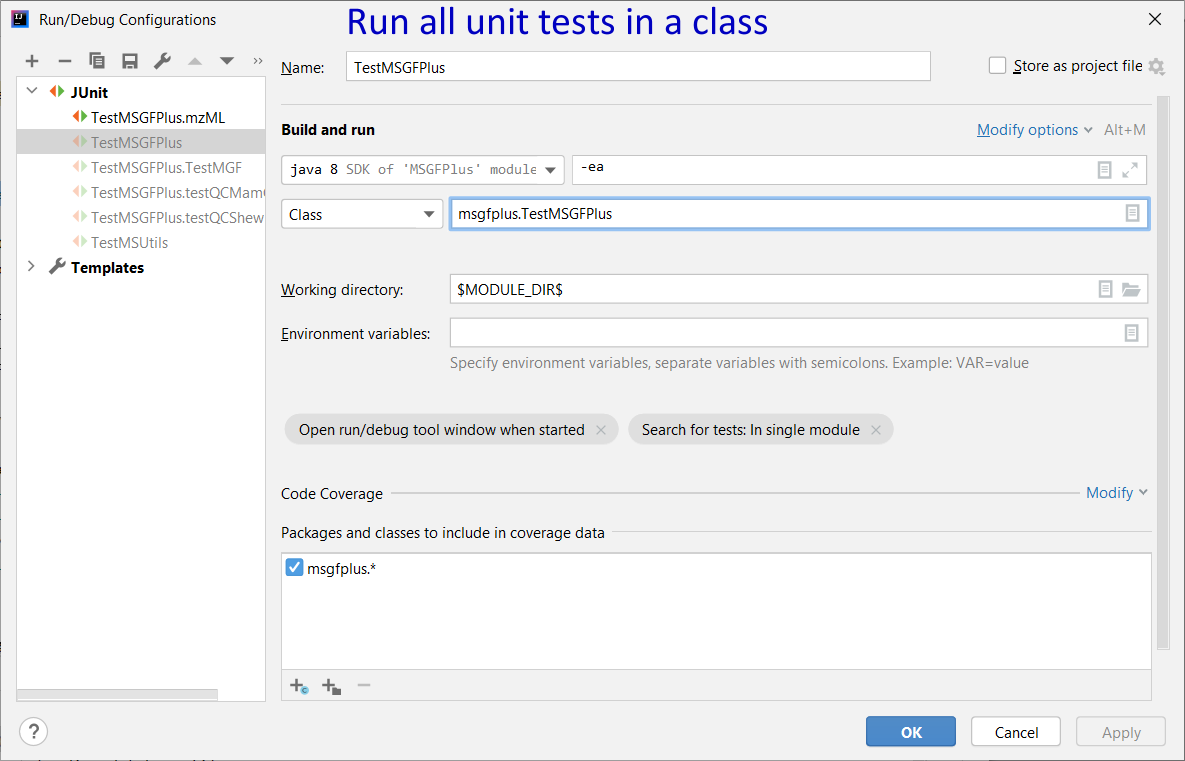 Run/Debug Configurations
Run all unit tests in a class
Name: TestMSGFPlus
Store as project file
JUnit
TestMSGFPlus.mzML
TestMSGFPlus
TestMSGFPlus.TestMGF
TestMSGFPlus.testQCMam
TestMSGFPlus.testQCShew
TestMSUtils
Templates
Build and run
Modify options Alt+M
java 8 SDK of 'MSGFPlus' module
-ea
Class
msgfplus.TestMSGFPlus
Working directory: $MODULE_DIR$
Environment variables:
Specify environment variables, separate variables with semicolons. Example: VAR=value
Open run/debug tool window when started
Search for tests: In single module
Code Coverage
Modify
Packages and classes to include in coverage data
msgfplus.*
?
OK
Cancel
Apply